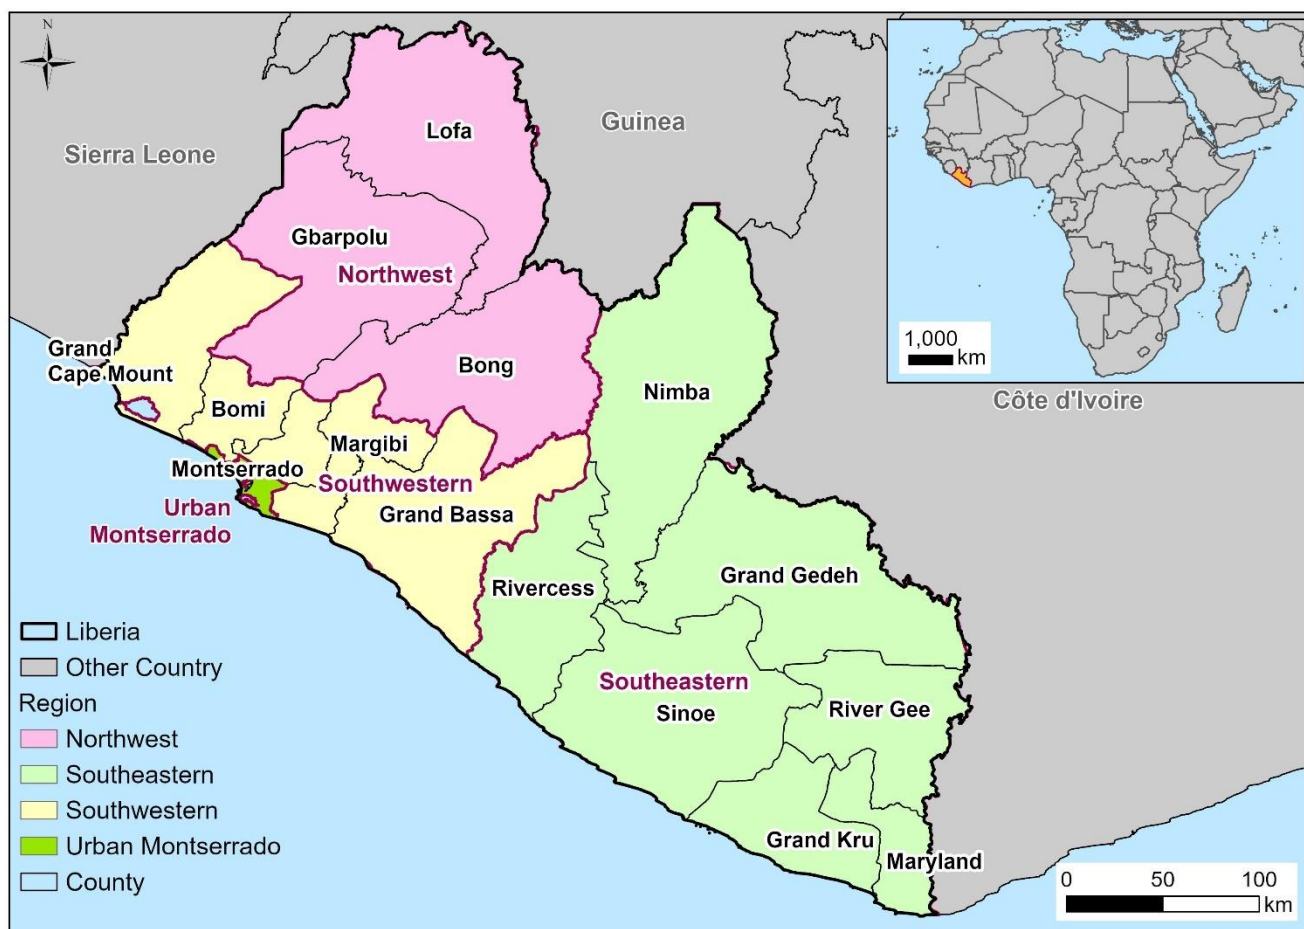 N
Sierra Leone
Guinea
Lofa
Gbarpolu
Northwest
Grand
Cape Mount
Bong
Nimba
Bomi
Margibi
Montserrado
Southwestern
Urban
Montserrado
Grand Bassa
Rivercess
Grand Gedeh
Southeastern
Sinoe
River Gee
Grand Kru
Maryland
1,000
km
Côte d'Ivoire
Liberia
Other Country
Region
Northwest
Southeastern
Southwestern
Urban Montserrado
County
0 50 100
km